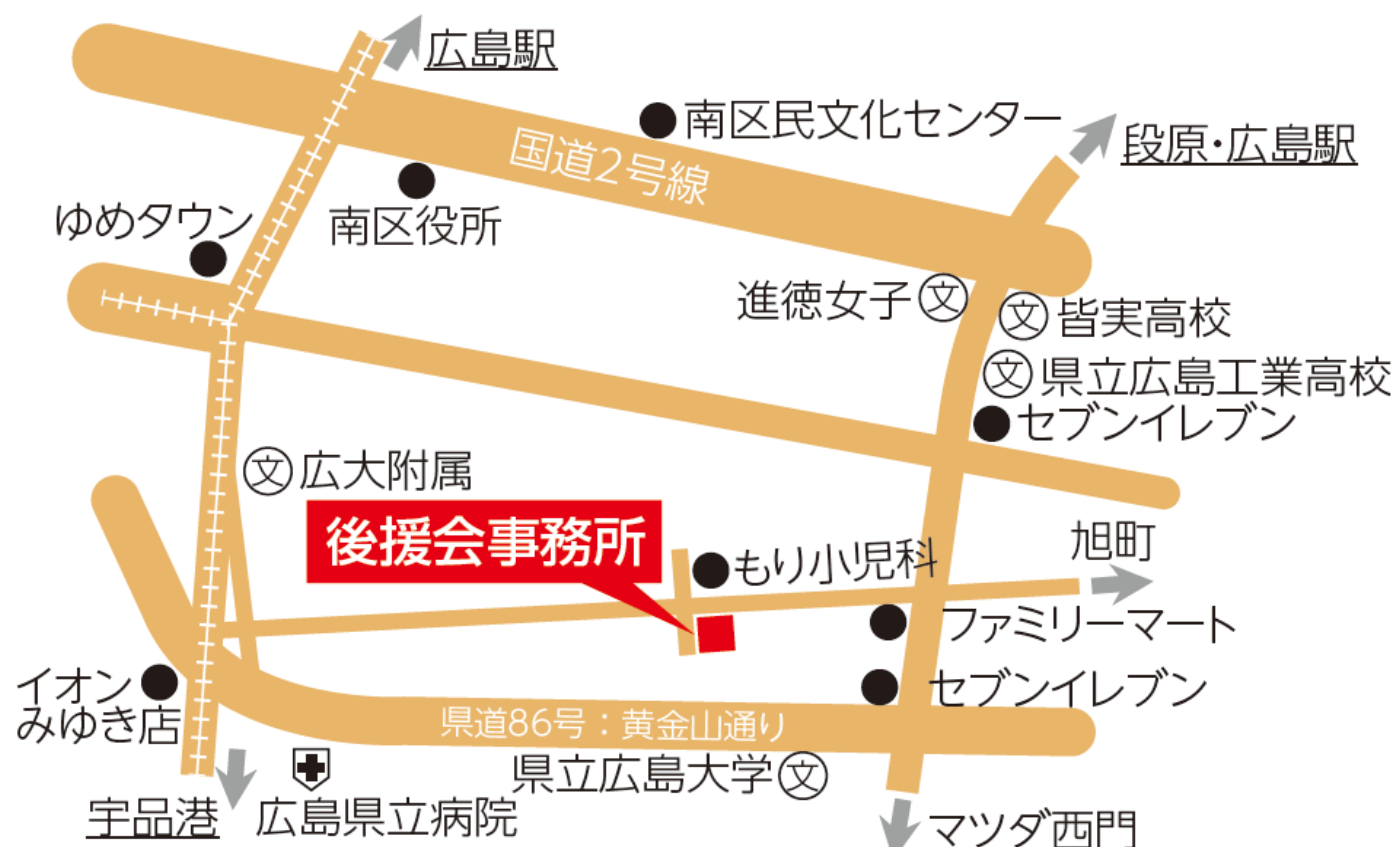 広島駅
南区民文化センター
段原・広島駅
国道2号線
南区役所
ゆめタウン
進徳女子 文
文 皆実高校
文 県立広島工業高校
セブンイレブン
文 広大附属
後援会事務所
もり小児科
旭町
ファミリーマート
セブンイレブン
イオン
みゆき店
県道86号:黄金山通り
県立広島大学 文
宇品港
広島県立病院
マツダ西門